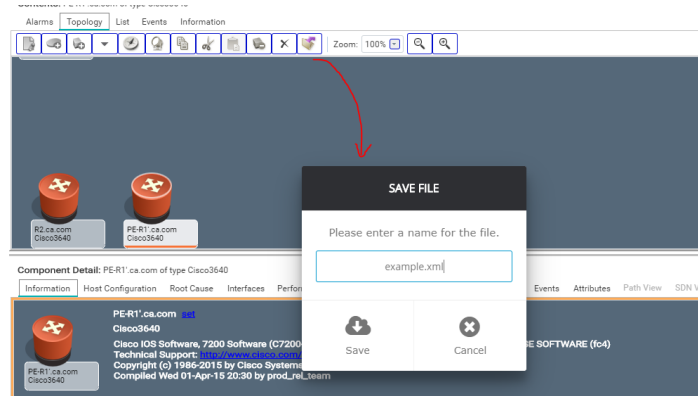 Alarms Topology List Events Information
Zoom: 100%
R2.ca.com
Cisco3640
PE-R1'.ca.com
Cisco3640
SAVE FILE
Please enter a name for the file.
example.xml
Save
Cancel
Component Detail: PE-R1'.ca.com of type Cisco3640
Information Host Configuration Root Cause Interfaces Events Attributes Path View SDN
PE-R1'.ca.com set
Cisco3640
Cisco IOS Software, 7200 Software SOFTWARE (fc4)
Technical Support: http://www.cisco.com/
Copyright (c) 1986-2015 by Cisco Systems
Compiled Wed 01-Apr-15 20:30 by prod_rel_team
PE-R1'.ca.com
Cisco3640